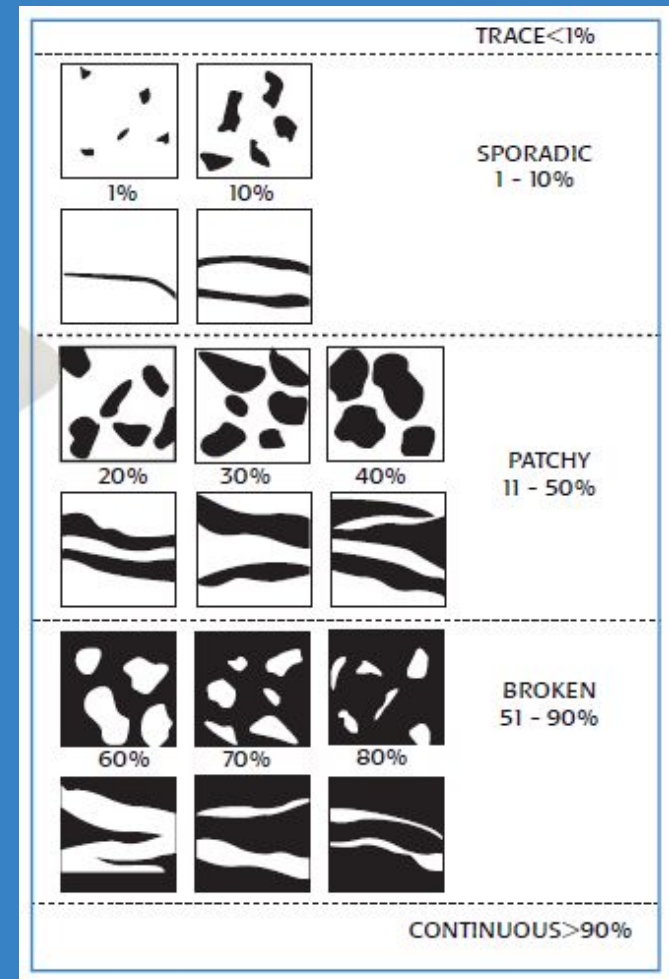 TRACE<1%
1%
10%
SPORADIC
1 - 10%
20%
30%
40%
PATCHY
11 - 50%
60%
70%
80%
BROKEN
51 - 90%
CONTINUOUS>90%